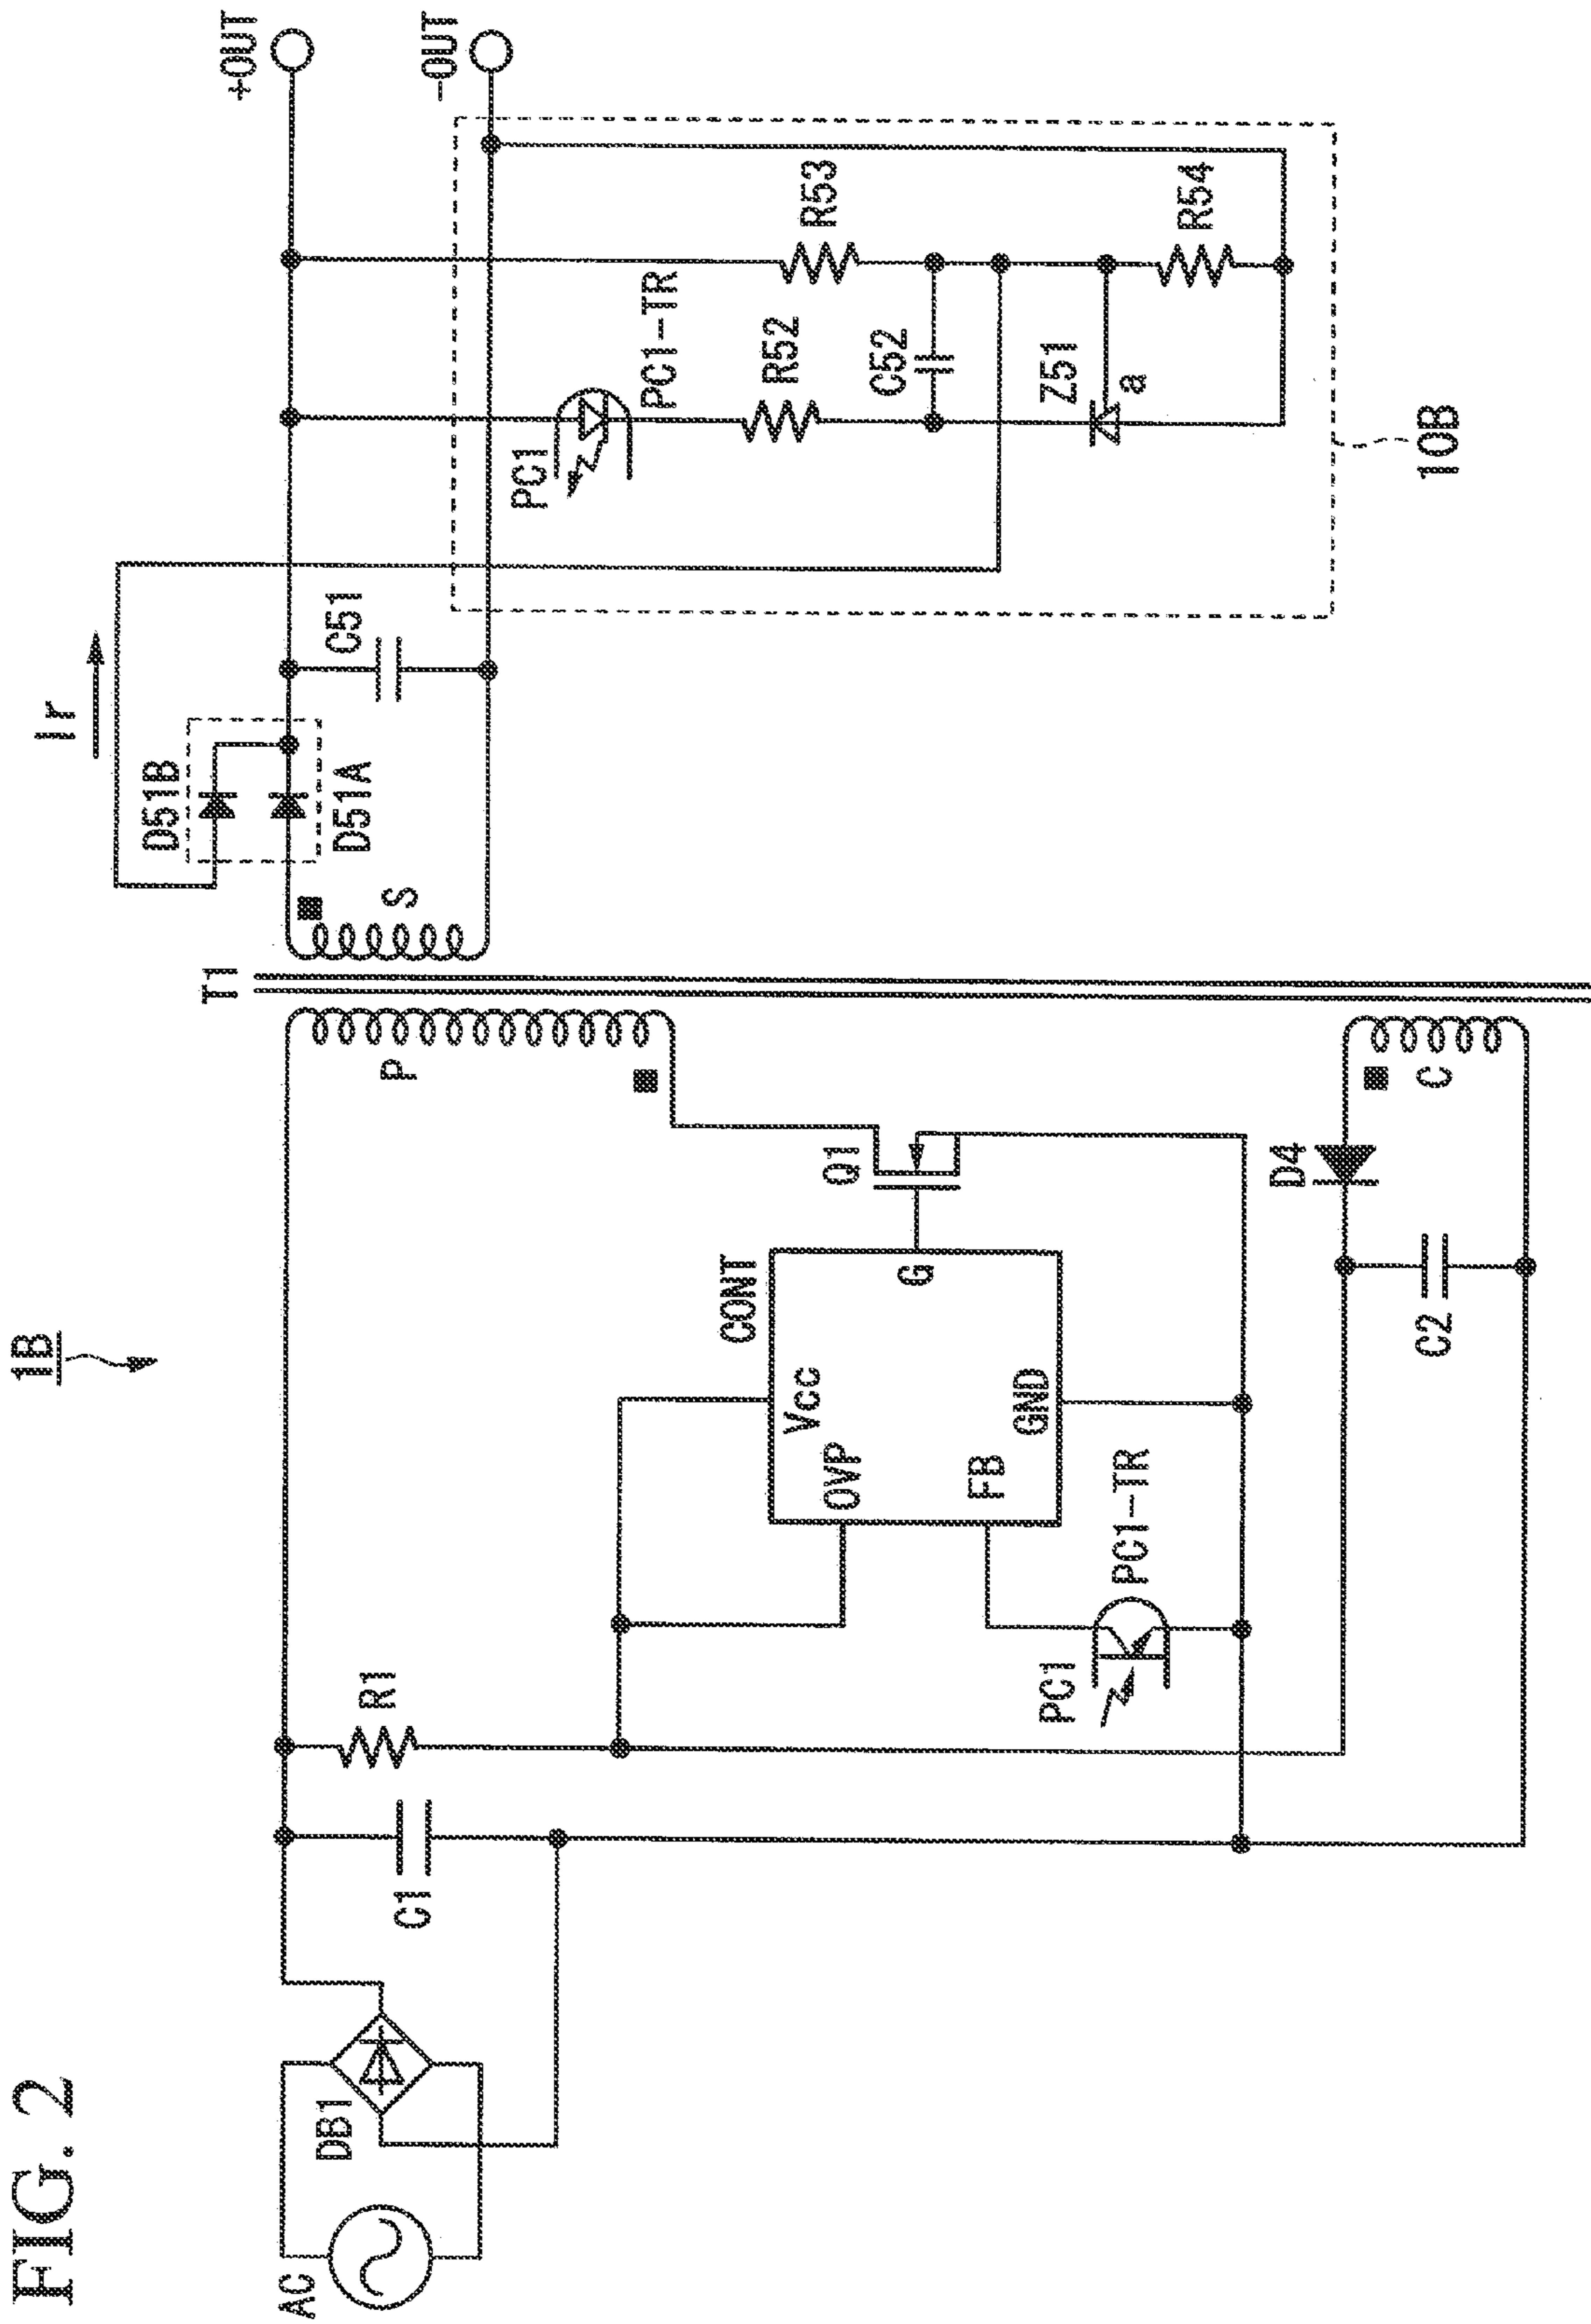 FIG. 2
1B
AC
DB1
C1
R1
PC1
PC1-TR
CONT
Vcc
OVP
FB
GND
G
Q1
D4
C2
T1
P
S
C
D51B
D51A
Ir
C51
PC1
PC1-TR
R52
R53
C52
Z51
a
R54
10B
+OUT
-OUT